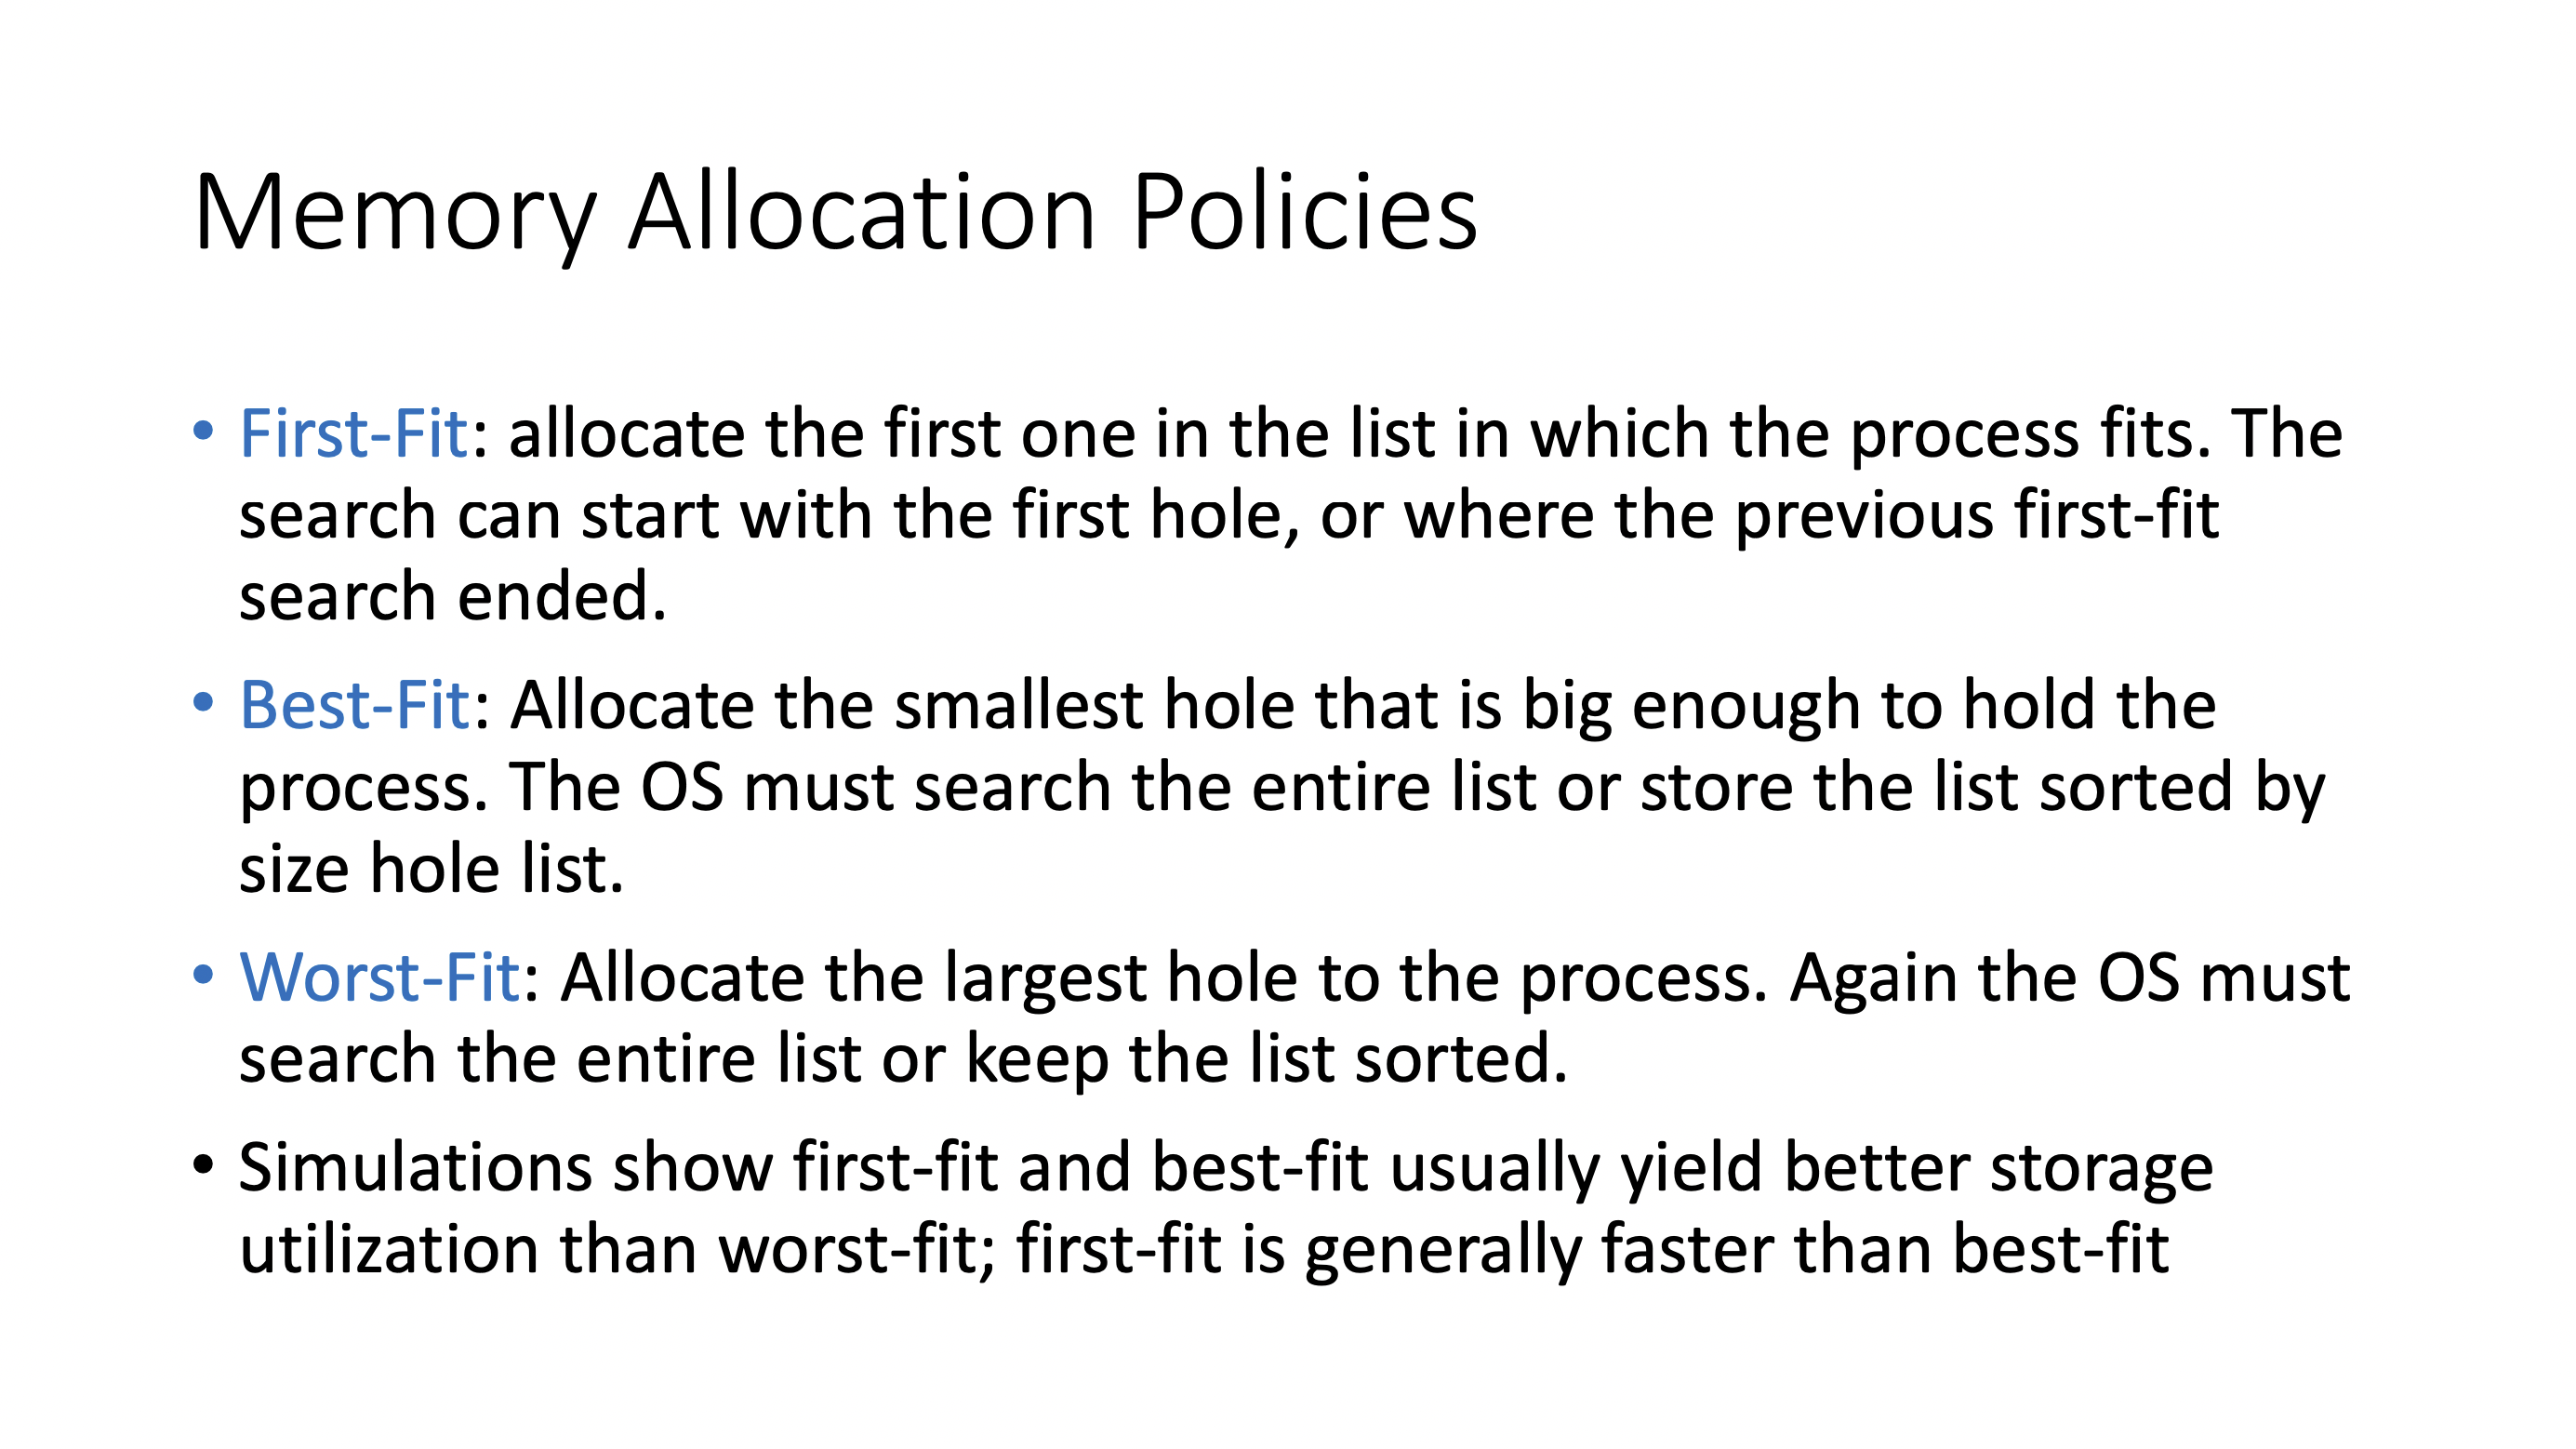 Memory Allocation Policies
• First-Fit: allocate the first one in the list in which the process fits. The
search can start with the first hole, or where the previous first-fit
search ended.
• Best-Fit: Allocate the smallest hole that is big enough to hold the
process. The OS must search the entire list or store the list sorted by
size hole list.
• Worst-Fit: Allocate the largest hole to the process. Again the OS must
search the entire list or keep the list sorted.
• Simulations show first-fit and best-fit usually yield better storage
utilization than worst-fit; first-fit is generally faster than best-fit